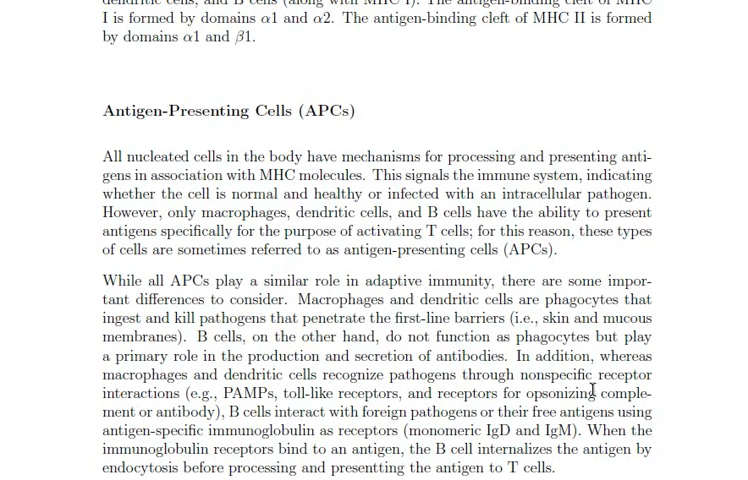 dendritic cells, and B cells (along with MHC I). The antigen-binding cleft of MHC
I is formed by domains α1 and α2. The antigen-binding cleft of MHC II is formed
by domains α1 and β1.
Antigen-Presenting Cells (APCs)
All nucleated cells in the body have mechanisms for processing and presenting anti-
gens in association with MHC molecules. This signals the immune system, indicating
whether the cell is normal and healthy or infected with an intracellular pathogen.
However, only macrophages, dendritic cells, and B cells have the ability to present
antigens specifically for the purpose of activating T cells; for this reason, these types
of cells are sometimes referred to as antigen-presenting cells (APCs).
While all APCs play a similar role in adaptive immunity, there are some impor-
tant differences to consider. Macrophages and dendritic cells are phagocytes that
ingest and kill pathogens that penetrate the first-line barriers (i.e., skin and mucous
membranes). B cells, on the other hand, do not function as phagocytes but play
a primary role in the production and secretion of antibodies. In addition, whereas
macrophages and dendritic cells recognize pathogens through nonspecific receptor
interactions (e.g., PAMPs, toll-like receptors, and receptors for opsonizing comple-
ment or antibody), B cells interact with foreign pathogens or their free antigens using
antigen-specific immunoglobulin as receptors (monomeric IgD and IgM). When the
immunoglobulin receptors bind to an antigen, the B cell internalizes the antigen by
endocytosis before processing and presentting the antigen to T cells.